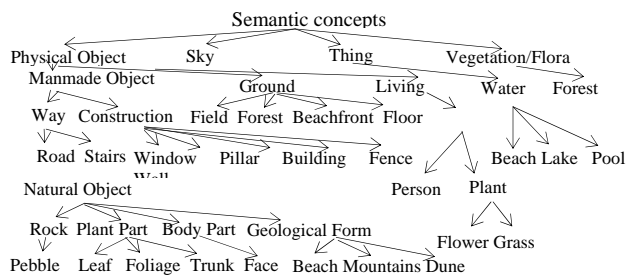 Semantic concepts
Physical Object Sky Thing Vegetation/Flora
Manmade Object Ground Living Water Forest
Way Construction Field Forest Beachfront Floor
Road Stairs Window Pillar Building Fence Beach Lake Pool
Wall
Natural Object Person Plant
Rock Plant Part Body Part Geological Form
Flower Grass
Pebble Leaf Foliage Trunk Face Beach Mountains Dune